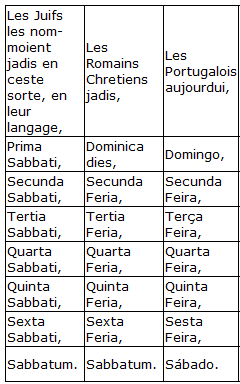 Les Juifs
les nom-
moient
jadis en
ceste
sorte, en
leur
langage,
Les
Romains
Chretiens
jadis,
Les
Portugalois
aujourdui,
Prima
Sabbati,
Dominica
dies,
Domingo,
Secunda
Sabbati,
Secunda
Feria,
Secunda
Feira,
Tertia
Sabbati,
Tertia
Feria,
Terça
Feira,
Quarta
Sabbati,
Quarta
Feria,
Quarta
Feira,
Quinta
Sabbati,
Quinta
Feria,
Quinta
Feira,
Sexta
Sabbati,
Sexta
Feria,
Sesta
Feira,
Sabbatum.
Sabbatum.
Sábado.